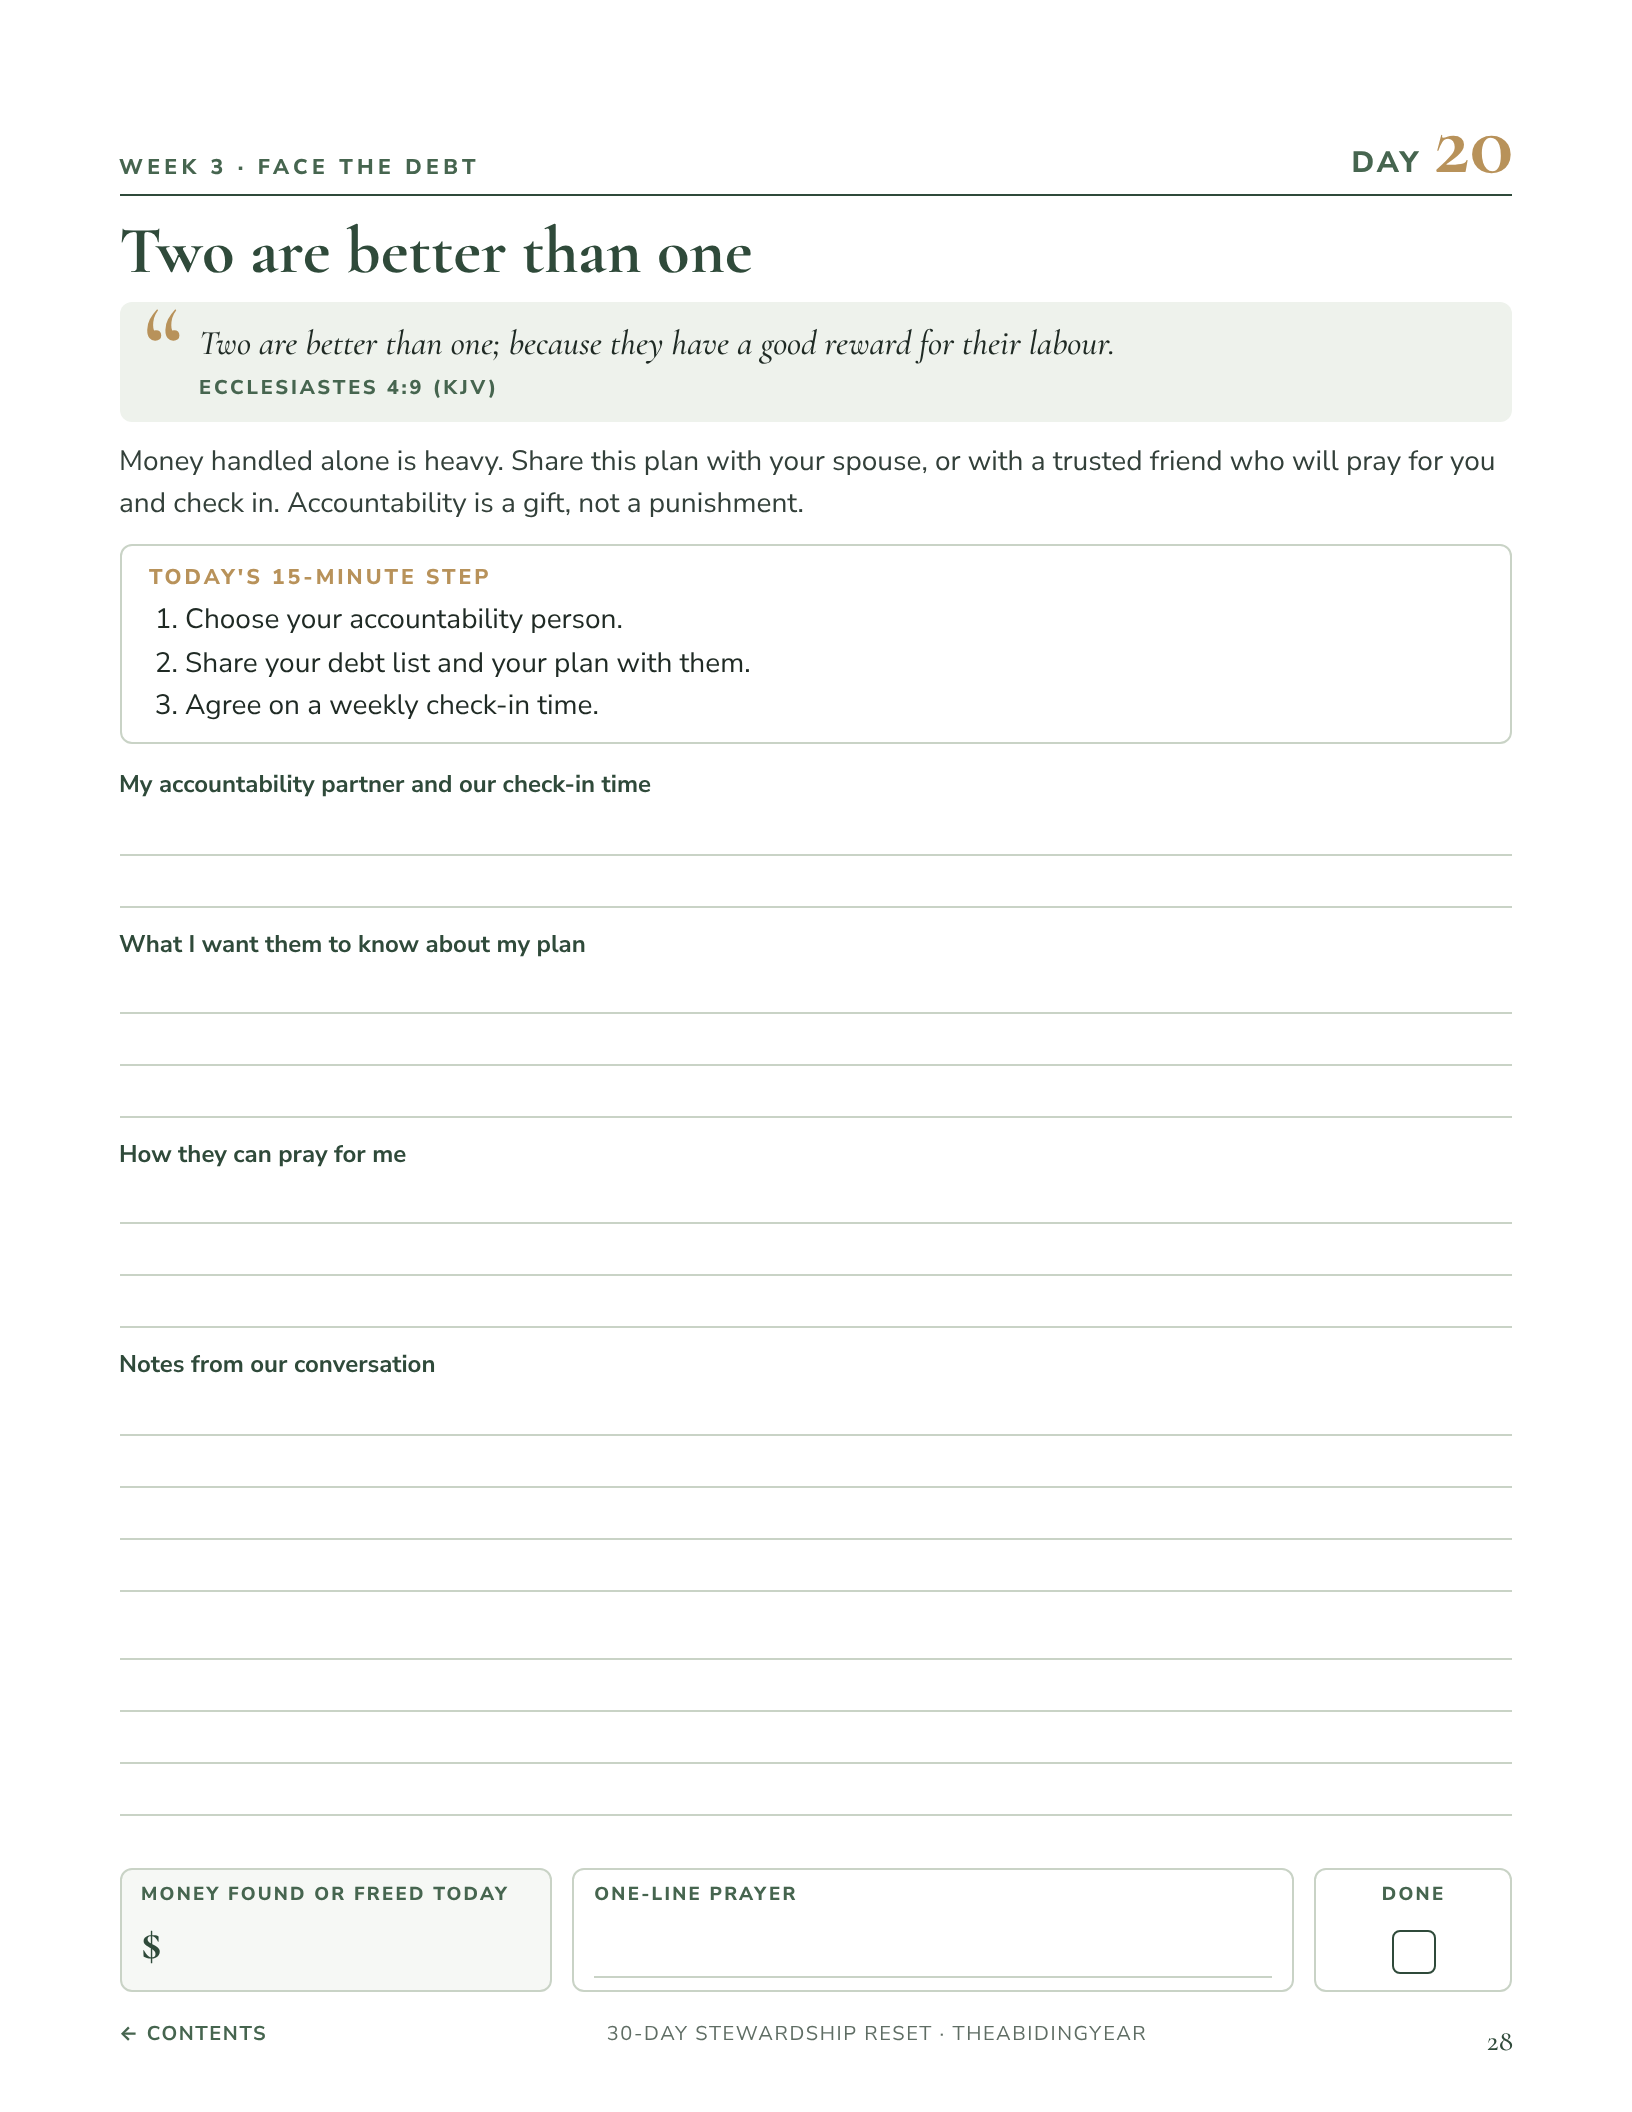 WEEK 3 · FACE THE DEBT
DAY 20
Two are better than one
“ Two are better than one; because they have a good reward for their labour.
ECCLESIASTES 4:9 (KJV)
Money handled alone is heavy. Share this plan with your spouse, or with a trusted friend who will pray for you
and check in. Accountability is a gift, not a punishment.
TODAY'S 15-MINUTE STEP
1. Choose your accountability person.
2. Share your debt list and your plan with them.
3. Agree on a weekly check-in time.
My accountability partner and our check-in time
What I want them to know about my plan
How they can pray for me
Notes from our conversation
MONEY FOUND OR FREED TODAY
$
ONE-LINE PRAYER
DONE
← CONTENTS
30-DAY STEWARDSHIP RESET · THEABIDINGYEAR
28